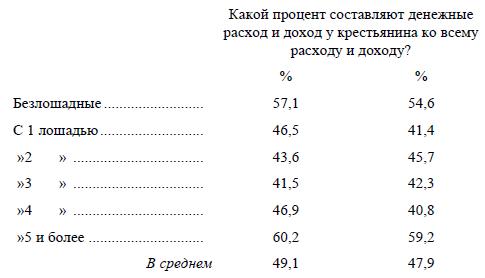 Какой процент составляют денежные
расход и доход у крестьянина ко всему
расходу и доходу?
% %
Безлошадные ........................... 57,1 54,6
С 1 лошадью ............................ 46,5 41,4
»2 » ................................... 43,6 45,7
»3 » ................................... 41,5 42,3
»4 » ................................... 46,9 40,8
»5 и более ............................... 60,2 59,2
В среднем 49,1 47,9